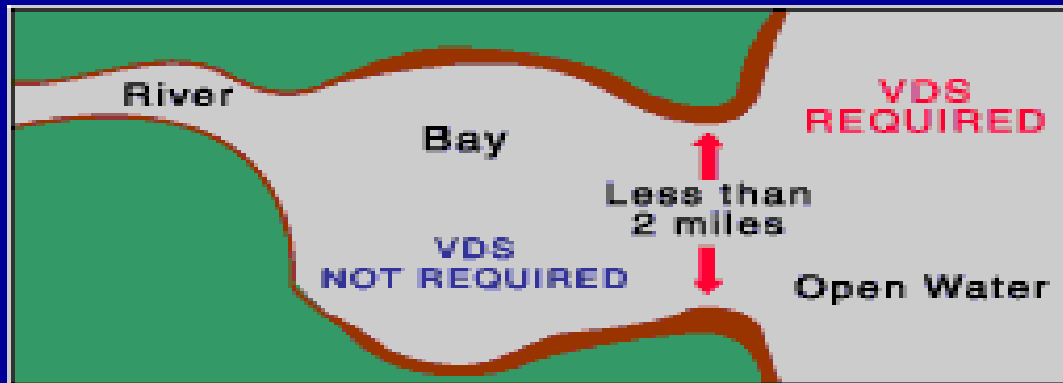 River
Bay
VDS
REQUIRED
Less than
2 miles
VDS
NOT REQUIRED
Open Water